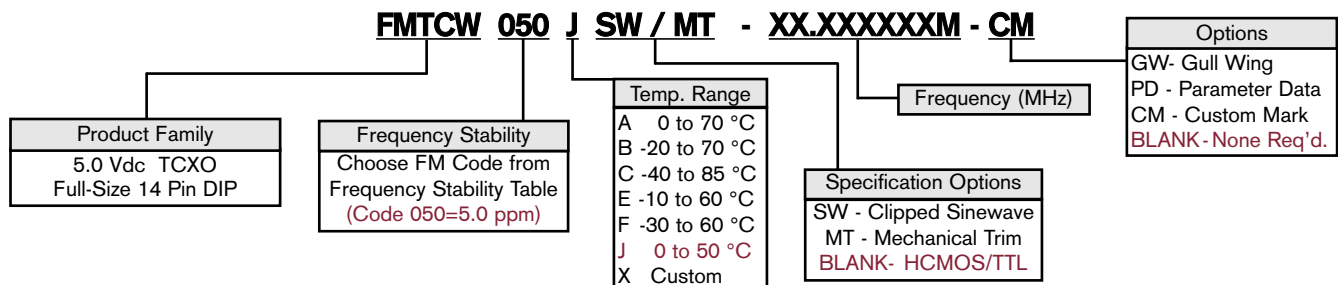 FMTCW 050 J SW / MT - XX.XXXXXXM - CM
Product Family
5.0 Vdc TCXO
Full-Size 14 Pin DIP
Frequency Stability
Choose FM Code from
Frequency Stability Table
(Code 050=5.0 ppm)
Temp. Range
A 0 to 70 °C
B -20 to 70 °C
C -40 to 85 °C
E -10 to 60 °C
F -30 to 60 °C
J 0 to 50 °C
X Custom
Specification Options
SW - Clipped Sinewave
MT - Mechanical Trim
BLANK- HCMOS/TTL
Frequency (MHz)
Options
GW- Gull Wing
PD - Parameter Data
CM - Custom Mark
BLANK - None Req'd.